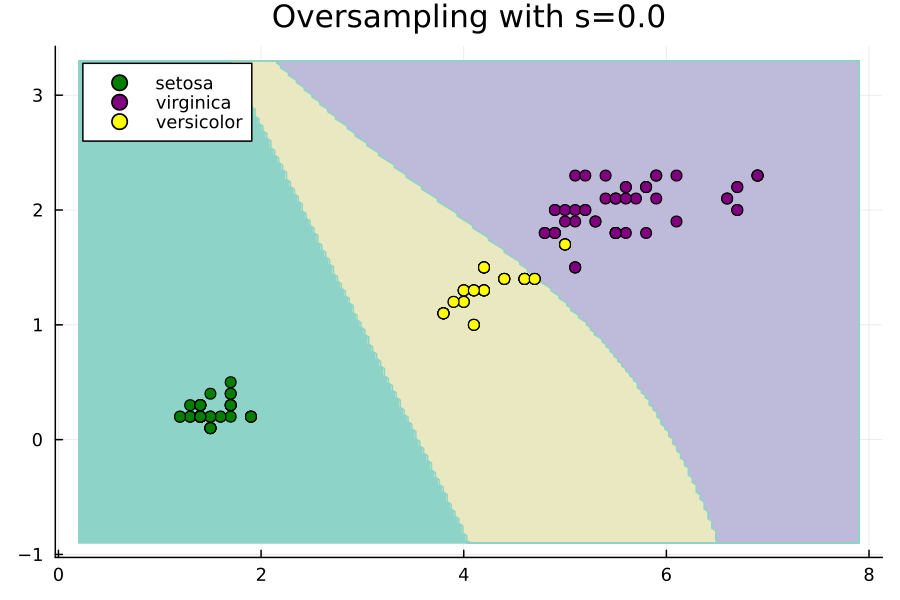 Oversampling with s=0.0
setosa
virginica
versicolor
3
2
1
0
−1
0 2 4 6 8